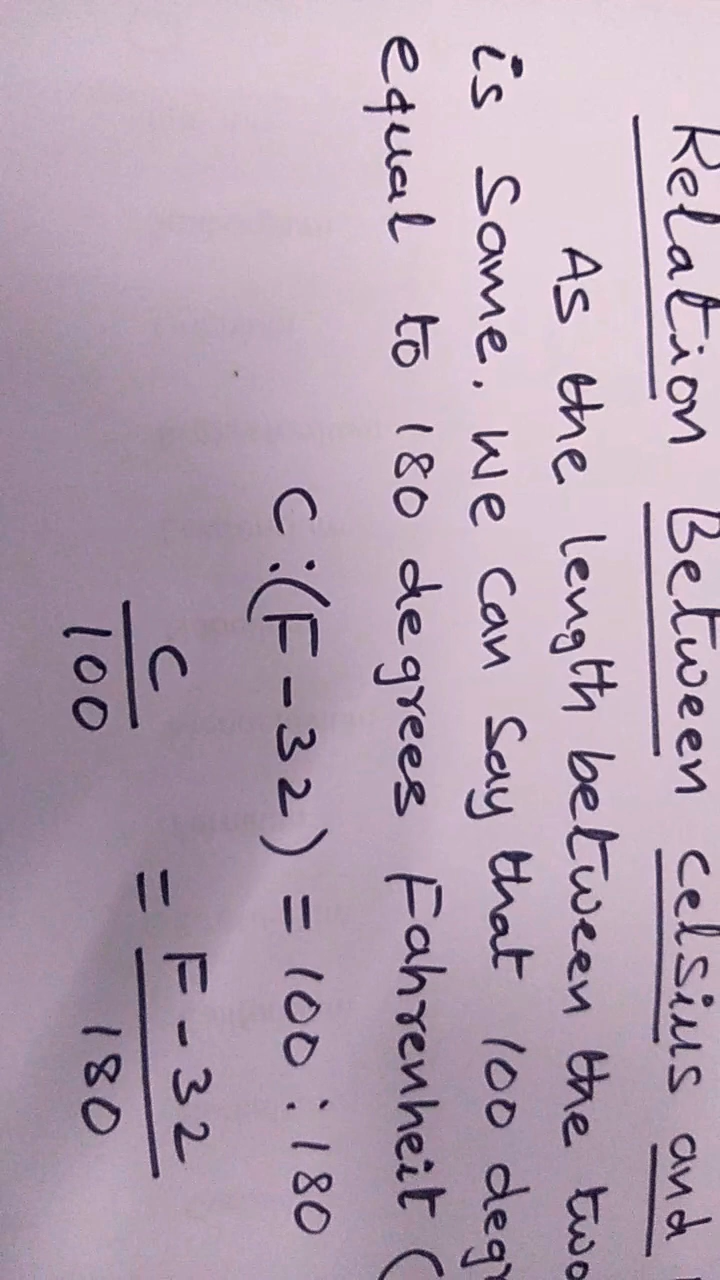 Relation Between Celsius and
As the length between the two
is Same. We can say that 100 degr
equal to 180 degrees Fahrenheit (
C:(F-32) = 100 : 180
C/100 = F-32/180